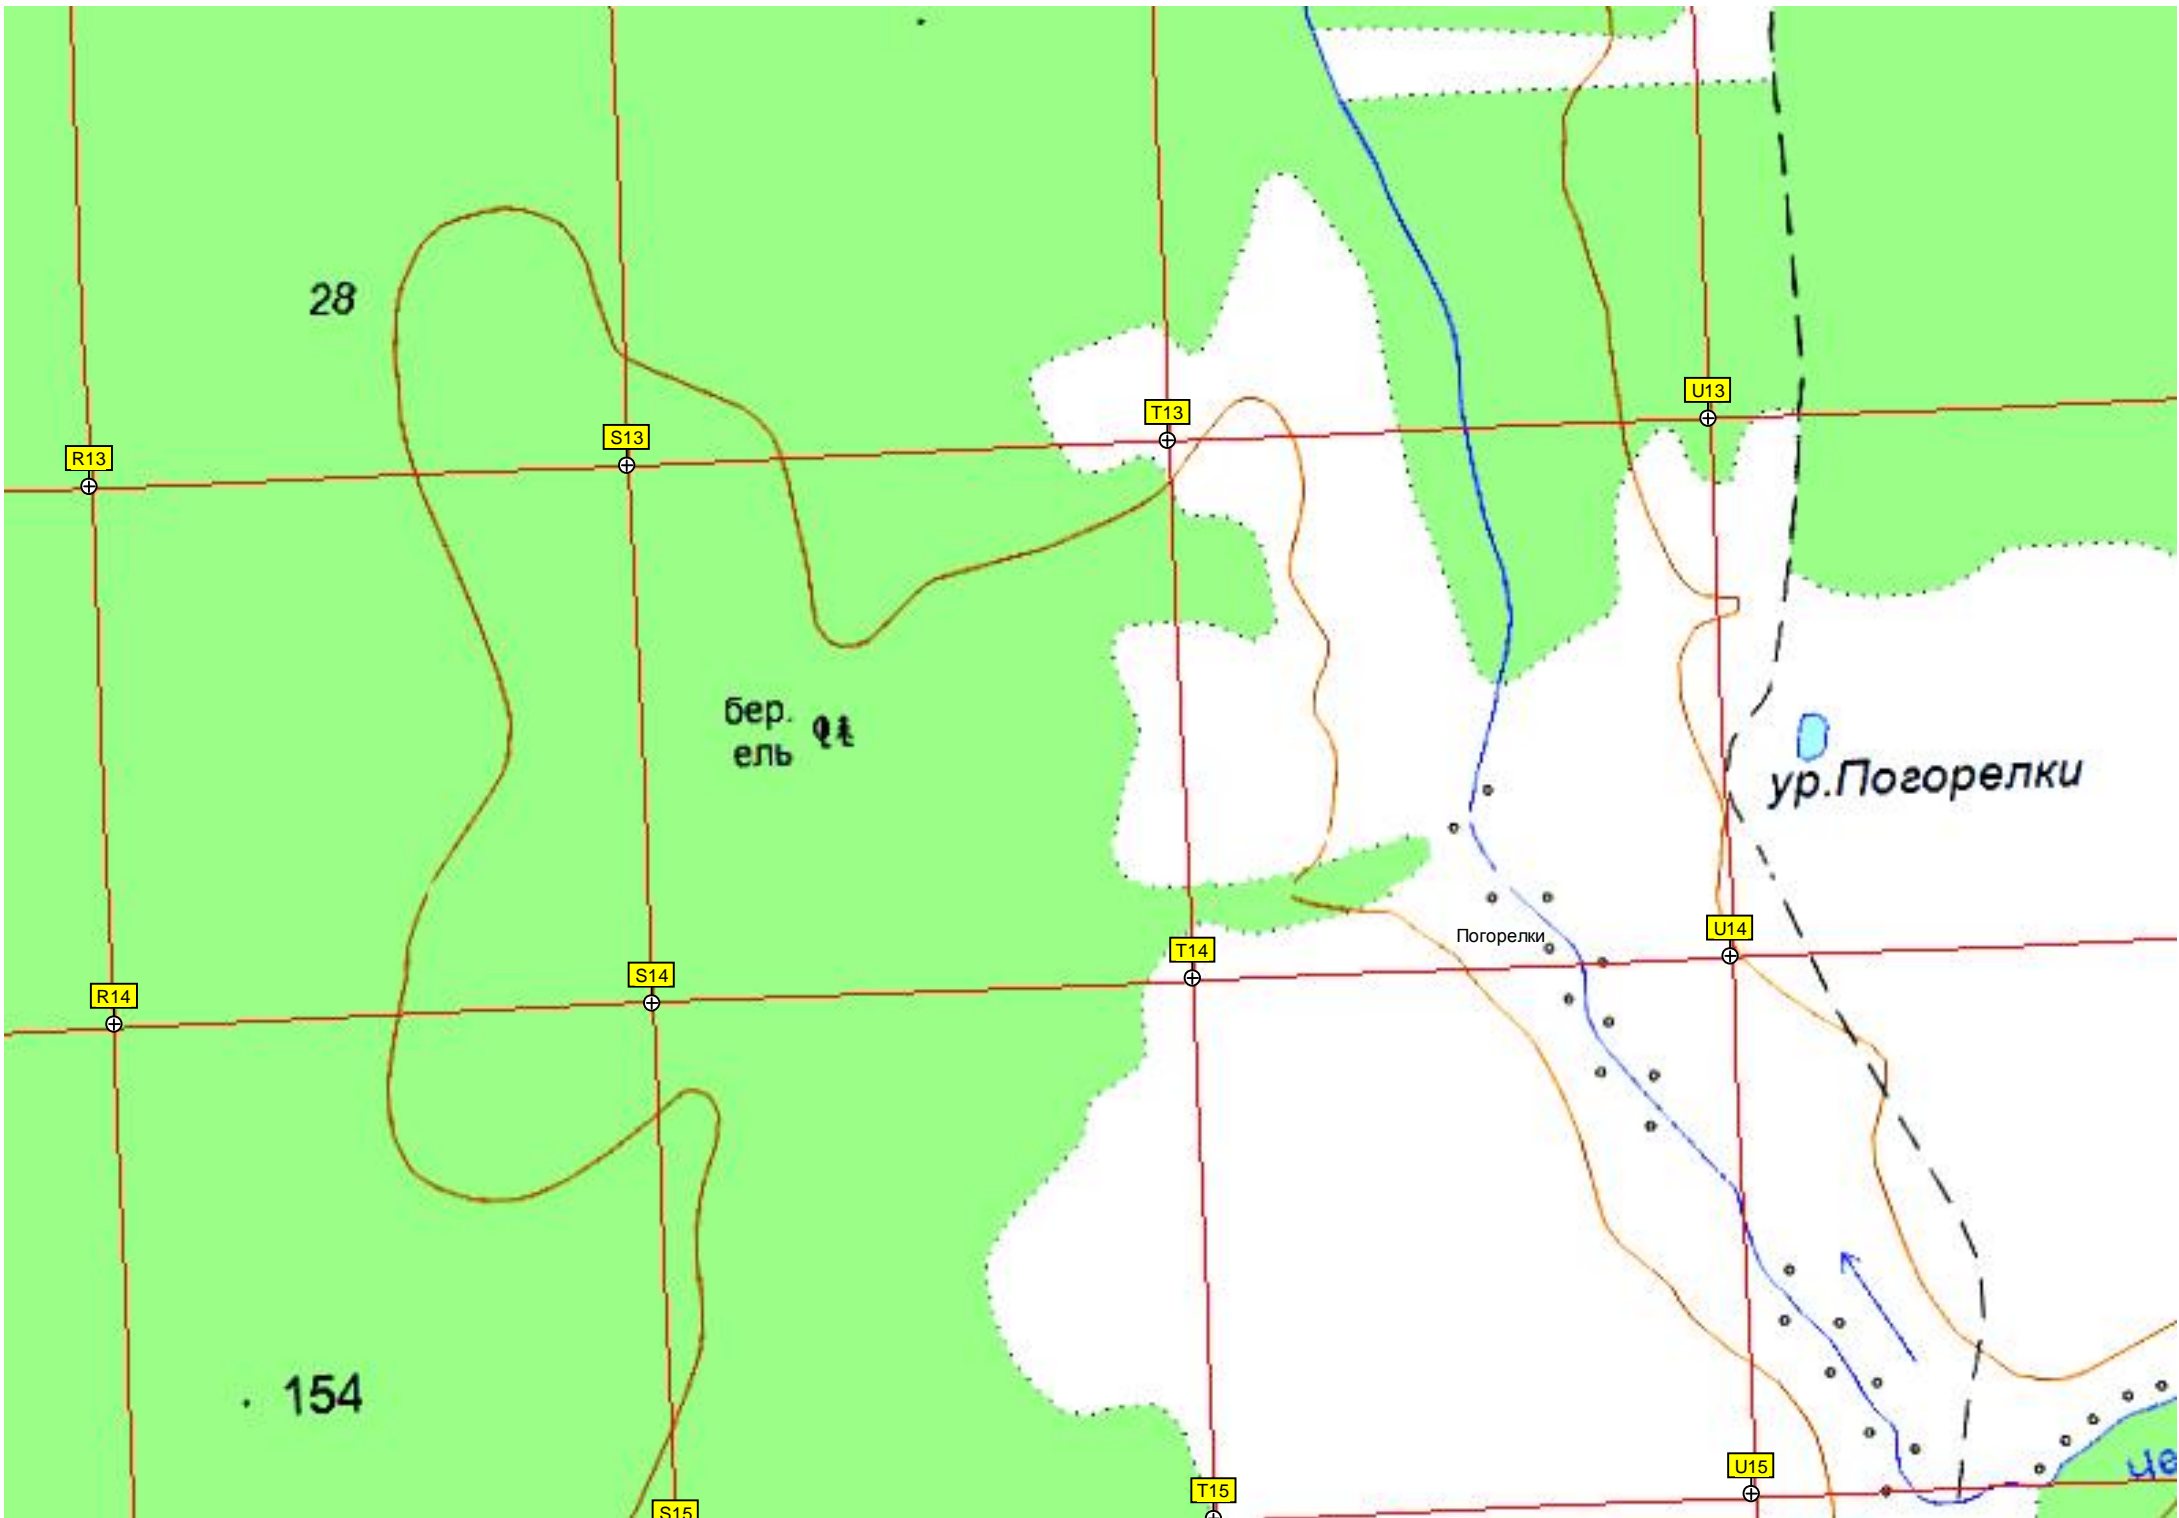 28
U13
T13
S13
R13
бер.
ель
ур.Погорелки
Погорелки
U14
T14
S14
R14
154
U15
T15
S15
Че